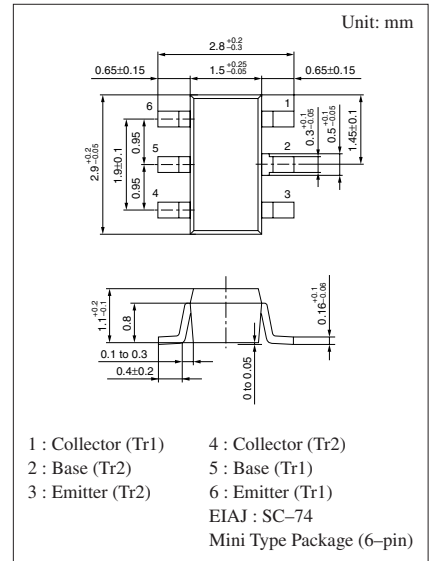 Unit: mm
2.8 +0.2 −0.3
0.65±0.15 1.5 +0.25 −0.05 0.65±0.15
6 1
5 2
4 3
2.9 +0.2 −0.05
1.9±0.1
0.95
0.95
0.3 +0.1 −0.05
0.5 +0.1 −0.05
1.45±0.1
1.1 +0.2 −0.1
0.8
0.16 +0.1 −0.06
0.1 to 0.3
0.4±0.2
0 to 0.05
1 : Collector (Tr1) 4 : Collector (Tr2)
2 : Base (Tr2) 5 : Base (Tr1)
3 : Emitter (Tr2) 6 : Emitter (Tr1)
EIAJ : SC–74
Mini Type Package (6–pin)